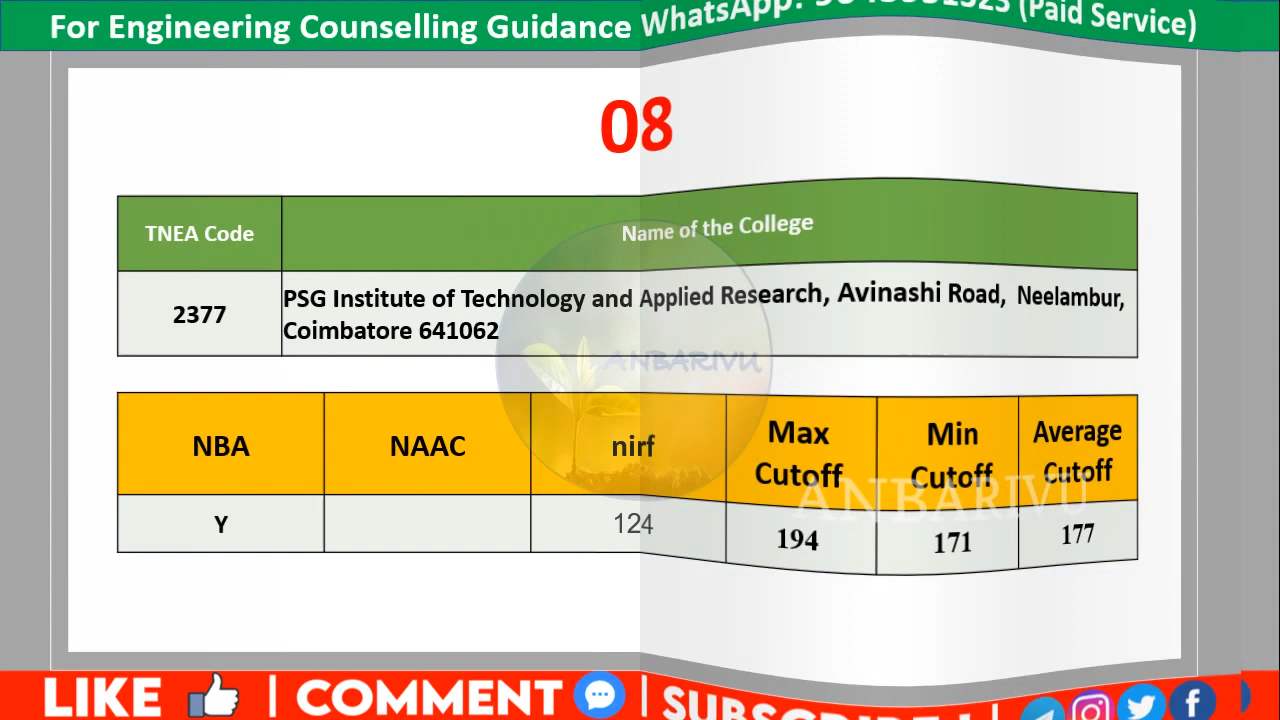 For Engineering Counselling Guidance WhatsApp: (Paid Service)
08
TNEA Code Name of the College
2377 PSG Institute of Technology and Applied Research, Avinashi Road, Neelambur,
Coimbatore 641062
ANBARIVU
NBA NAAC nirf Max Cutoff Min Cutoff Average Cutoff
Y 124 194 171 177
ANBARIVU
LIKE | COMMENT | SUBSCRIBE |